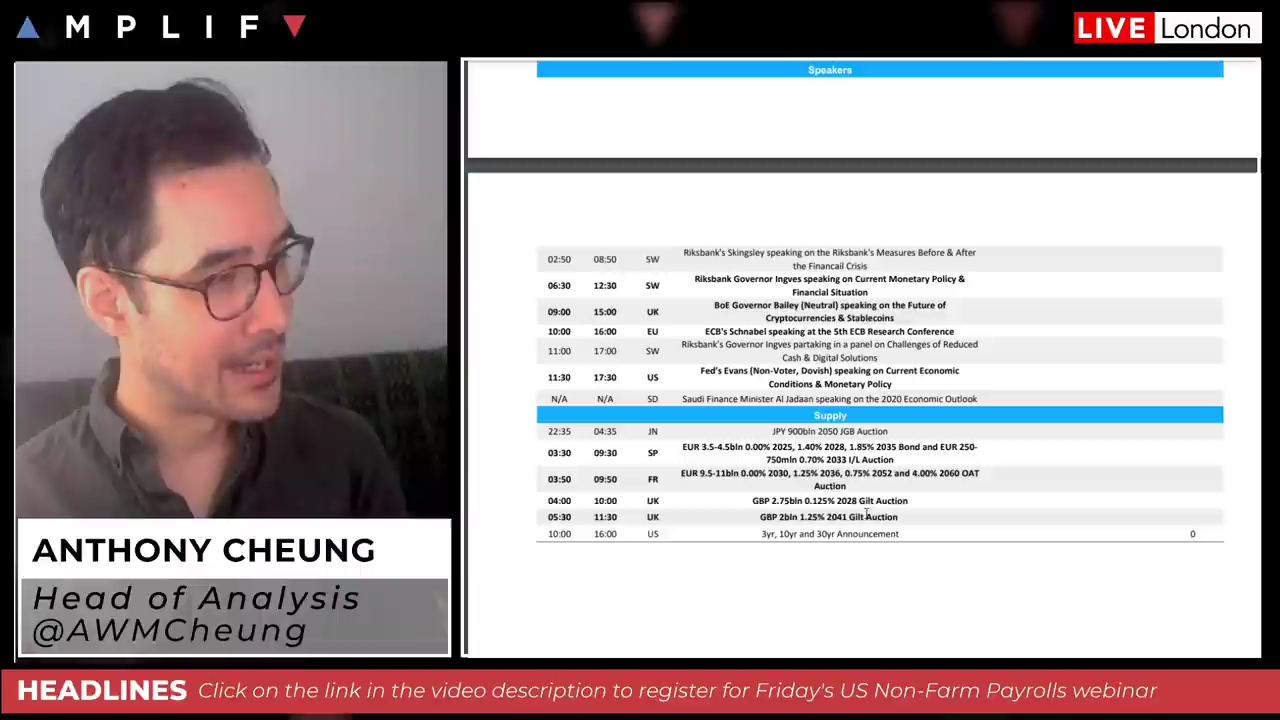 AMPLIFY
LIVE London
Speakers
02:50 08:50 SW Riksbank's Skingsley speaking on the Riksbank's Measures Before & After
the Financail Crisis
06:30 12:30 SW Riksbank Governor Ingves speaking on Current Monetary Policy &
Financial Situation
09:00 15:00 UK BoE Governor Bailey (Neutral) speaking on the Future of
Cryptocurrencies & Stablecoins
10:00 16:00 EU ECB's Schnabel speaking at the 5th ECB Research Conference
11:00 17:00 SW Riksbank's Governor Ingves partaking in a panel on Challenges of Reduced
Cash & Digital Solutions
11:30 17:30 US Fed's Evans (Non-Voter, Dovish) speaking on Current Economic
Conditions & Monetary Policy
N/A N/A SD Saudi Finance Minister Al Jadaan speaking on the 2020 Economic Outlook
Supply
22:35 04:35 JN JPY 900bln 2050 JGB Auction
03:30 09:30 SP EUR 3.5-4.5bln 0.00% 2025, 1.40% 2028, 1.85% 2035 Bond and EUR 250-
750mln 0.70% 2033 I/L Auction
03:50 09:50 FR EUR 9.5-11bln 0.00% 2030, 1.25% 2036, 0.75% 2052 and 4.00% 2060 OAT
Auction
04:00 10:00 UK GBP 2.75bln 0.125% 2028 Gilt Auction
05:30 11:30 UK GBP 2bln 1.25% 2041 Gilt Auction
10:00 16:00 US 3yr, 10yr and 30yr Announcement 0
ANTHONY CHEUNG
Head of Analysis
@AWMCheung
HEADLINES Click on the link in the video description to register for Friday's US Non-Farm Payrolls webinar